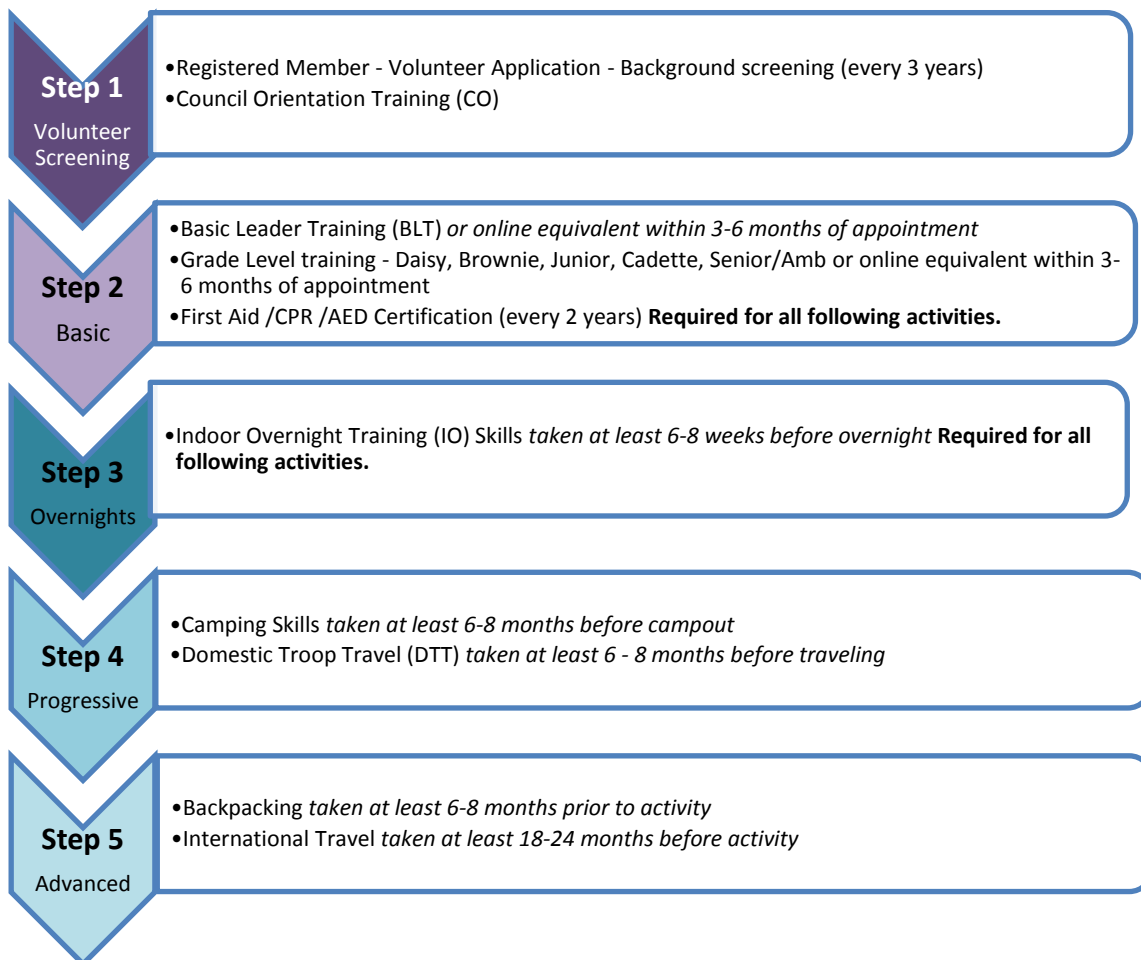 Step 1
Volunteer
Screening
•Registered Member - Volunteer Application - Background screening (every 3 years)
•Council Orientation Training (CO)
Step 2
Basic
•Basic Leader Training (BLT) or online equivalent within 3-6 months of appointment
•Grade Level training - Daisy, Brownie, Junior, Cadette, Senior/Amb or online equivalent within 3-
6 months of appointment
•First Aid /CPR /AED Certification (every 2 years) Required for all following activities.
Step 3
Overnights
•Indoor Overnight Training (IO) Skills taken at least 6-8 weeks before overnight Required for all
following activities.
Step 4
Progressive
•Camping Skills taken at least 6-8 months before campout
•Domestic Troop Travel (DTT) taken at least 6 - 8 months before traveling
Step 5
Advanced
•Backpacking taken at least 6-8 months prior to activity
•International Travel taken at least 18-24 months before activity